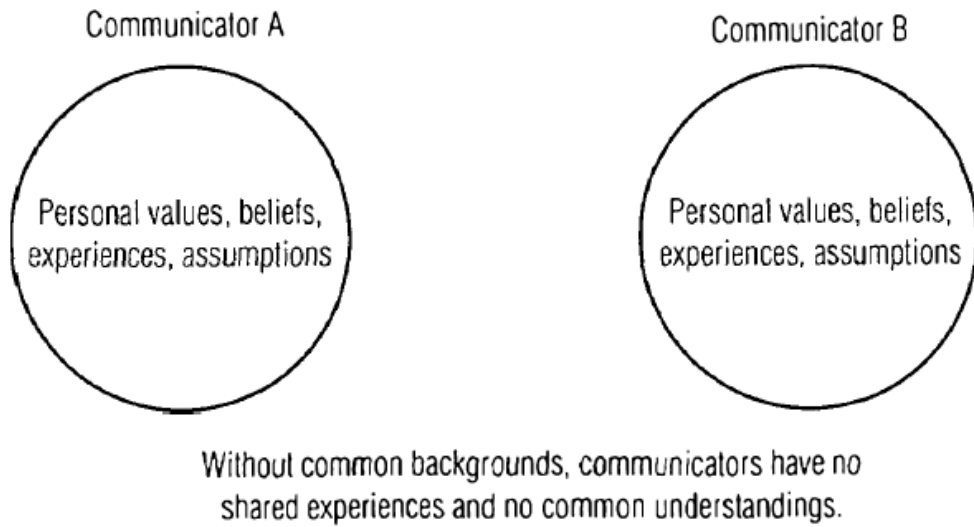 Communicator A
Communicator B
Personal values, beliefs,
experiences, assumptions
Personal values, beliefs,
experiences, assumptions
Without common backgrounds, communicators have no
shared experiences and no common understandings.